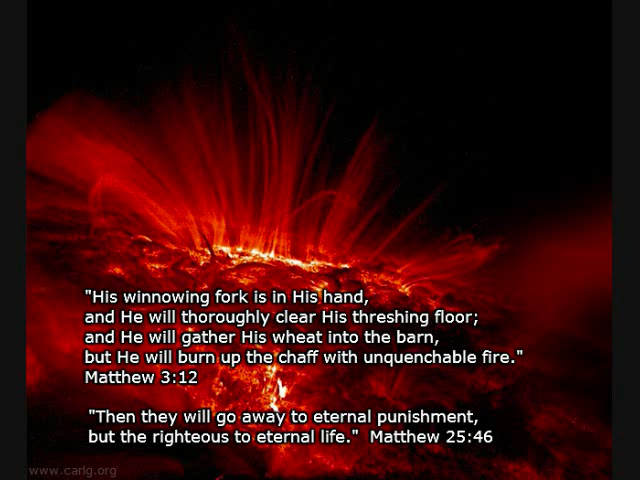 "His winnowing fork is in His hand,
and He will thoroughly clear His threshing floor;
and He will gather His wheat into the barn,
but He will burn up the chaff with unquenchable fire."
Matthew 3:12
"Then they will go away to eternal punishment,
but the righteous to eternal life."  Matthew 25:46
www.carlg.org